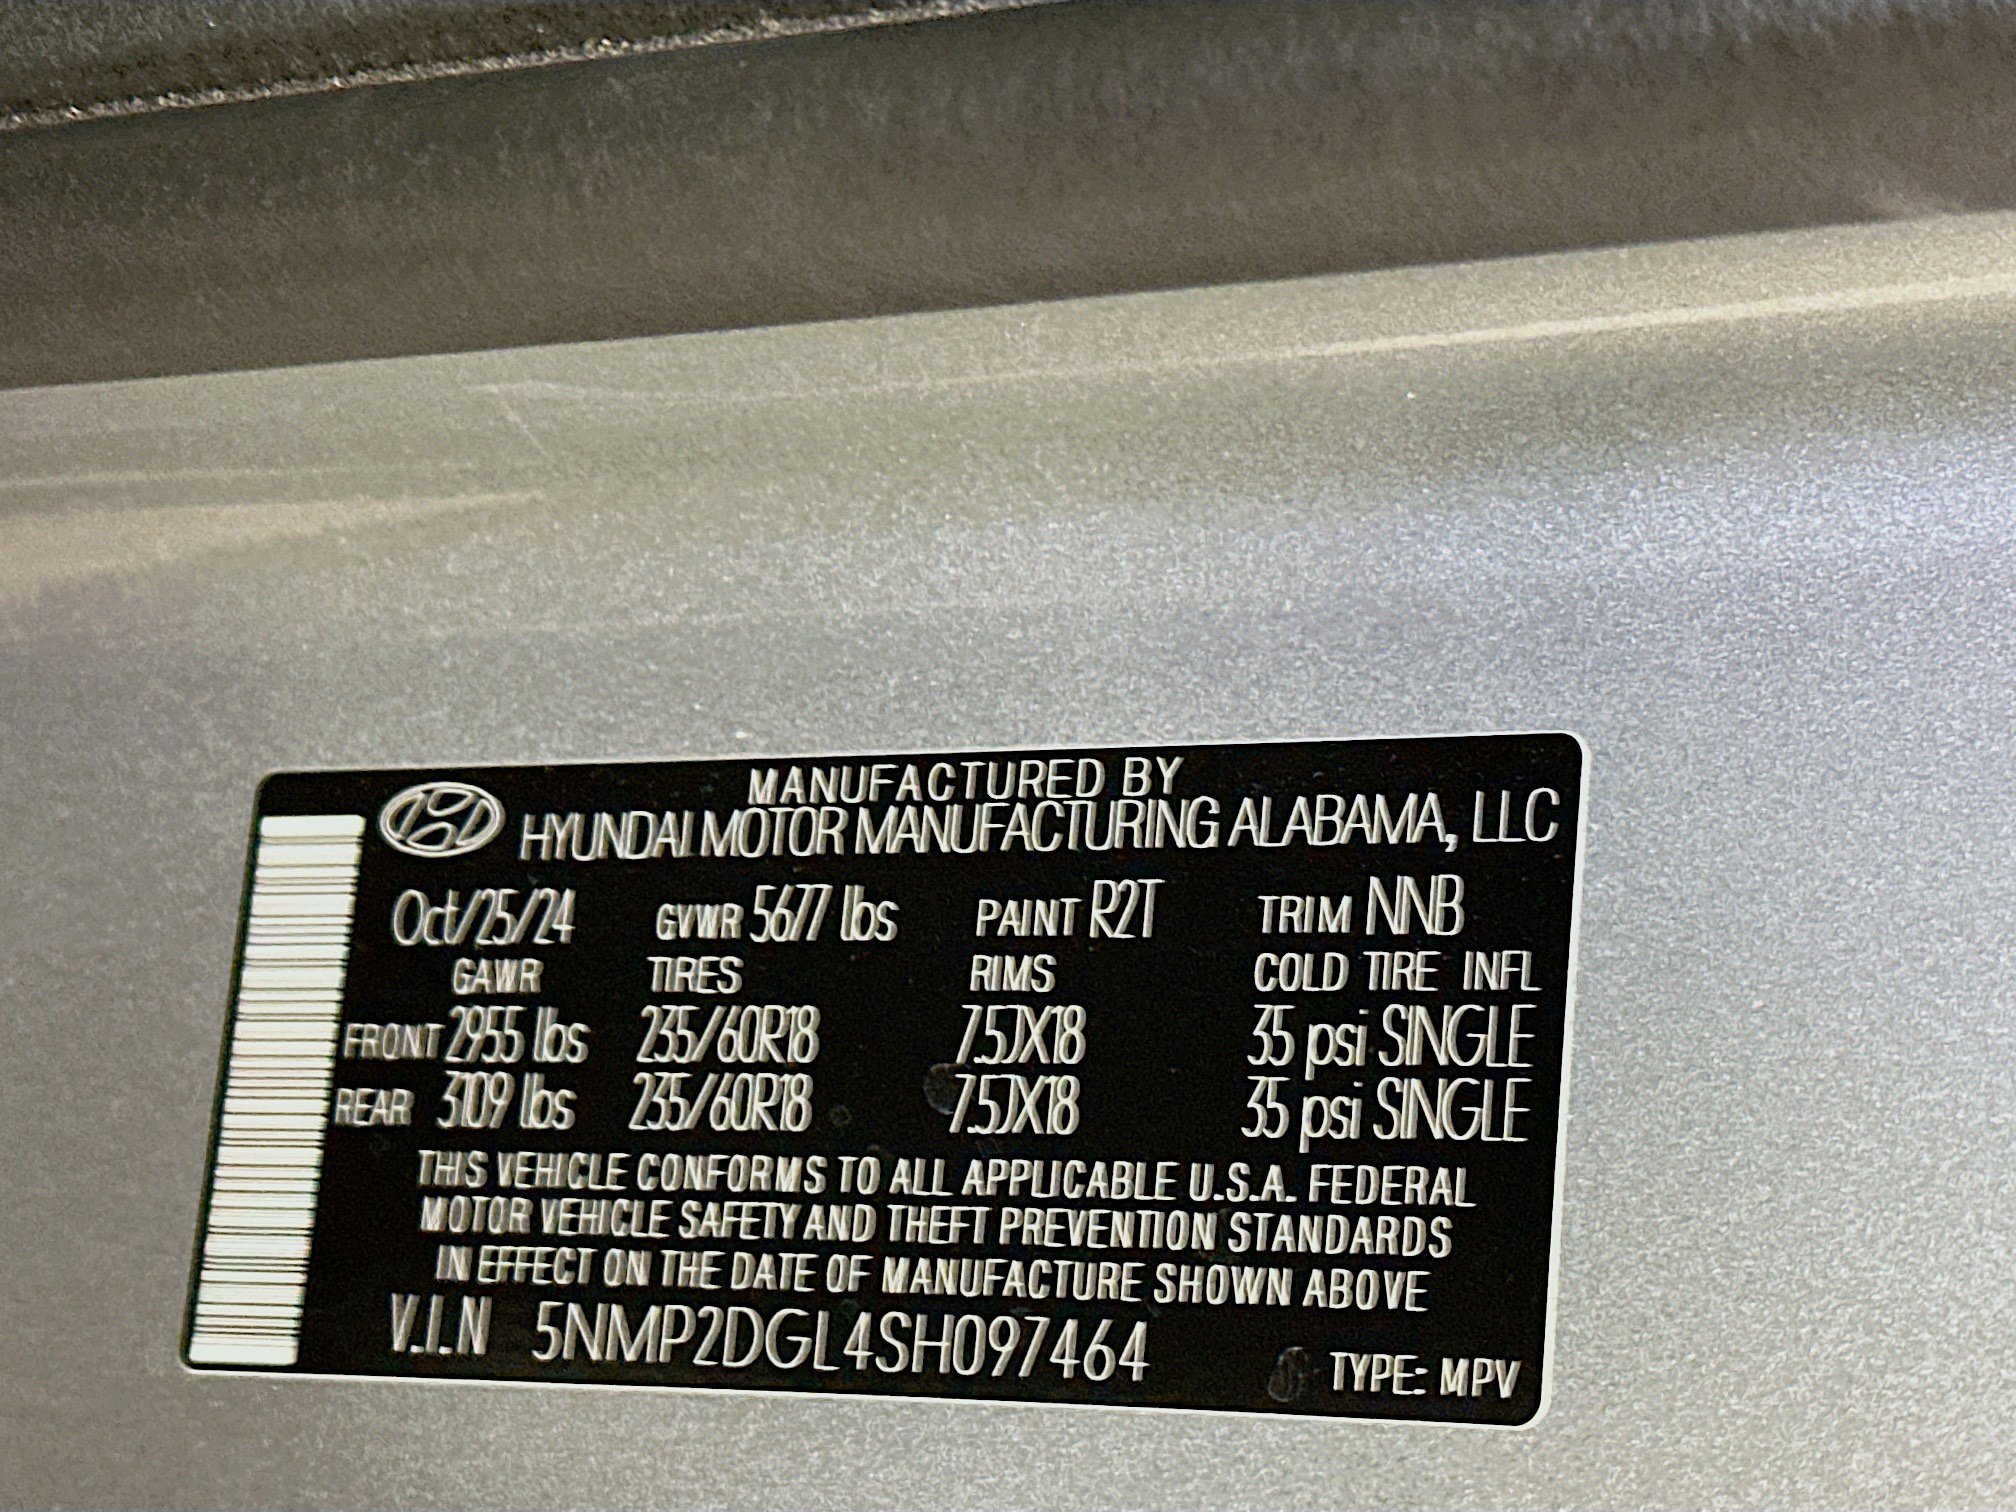 MANUFACTURED BY
HYUNDAI MOTOR MANUFACTURING ALABAMA, LLC
Oct/25/24 GVWR 5677 lbs PAINT R2T TRIM NNB
GAWR TIRES RIMS COLD TIRE INFL
FRONT 2955 lbs 235/60R18 7.5JX18 35 psi SINGLE
REAR 3109 lbs 235/60R18 7.5JX18 35 psi SINGLE
THIS VEHICLE CONFORMS TO ALL APPLICABLE U.S.A. FEDERAL
MOTOR VEHICLE SAFETY AND THEFT PREVENTION STANDARDS
IN EFFECT ON THE DATE OF MANUFACTURE SHOWN ABOVE
V.I.N 5NMP2DGL4SH097464 TYPE: MPV